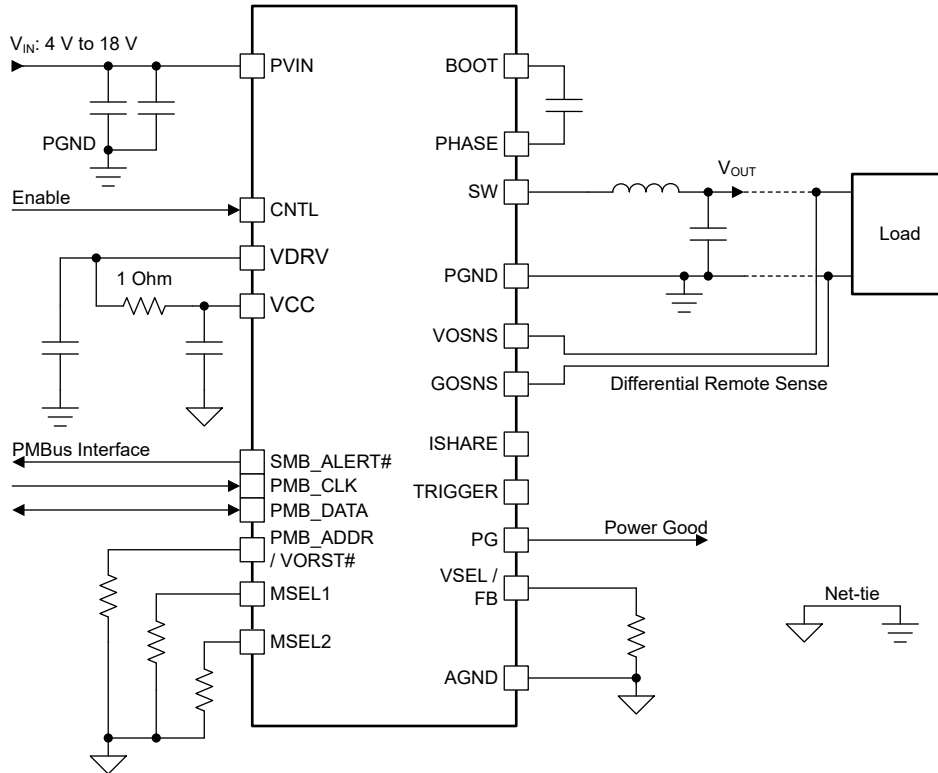 V_IN: 4 V to 18 V
PVIN
PGND
Enable
CNTL
VDRV
1 Ohm
VCC
PMBus Interface
SMB_ALERT#
PMB_CLK
PMB_DATA
PMB_ADDR
/ VORST#
MSEL1
MSEL2
BOOT
PHASE
SW
V_OUT
Load
PGND
VOSNS
GOSNS
Differential Remote Sense
ISHARE
TRIGGER
PG
Power Good
VSEL /
FB
AGND
Net-tie